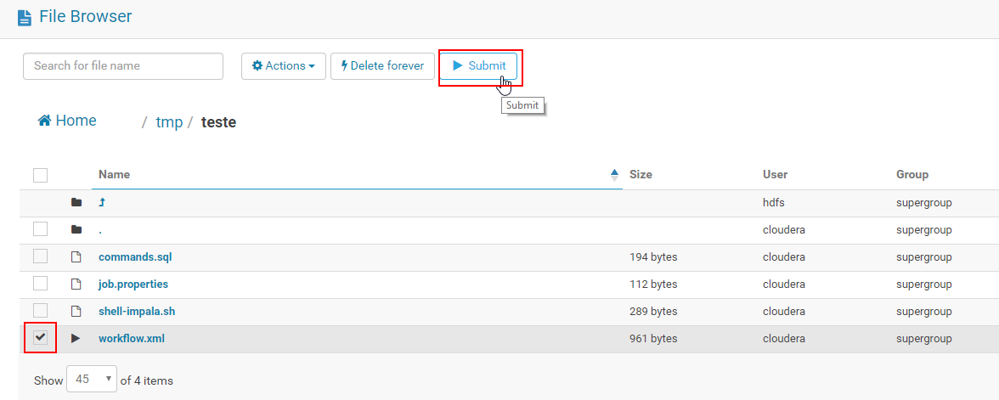 File Browser
Search for file name Actions Delete forever Submit
Submit
Home / tmp / teste
Name Size User Group
hdfs supergroup
. cloudera supergroup
commands.sql 194 bytes cloudera supergroup
job.properties 112 bytes cloudera supergroup
shell-impala.sh 289 bytes cloudera supergroup
workflow.xml 961 bytes cloudera supergroup
Show 45 of 4 items